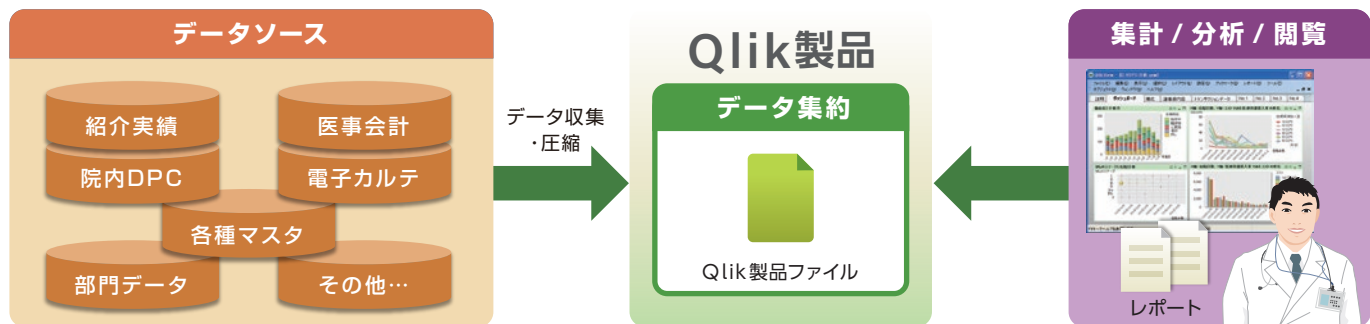 データソース
紹介実績
医事会計
院内DPC
電子カルテ
各種マスタ
部門データ
その他…
データ収集
・圧縮
Qlik製品
データ集約
Qlik製品ファイル
集計 / 分析 / 閲覧
レポート